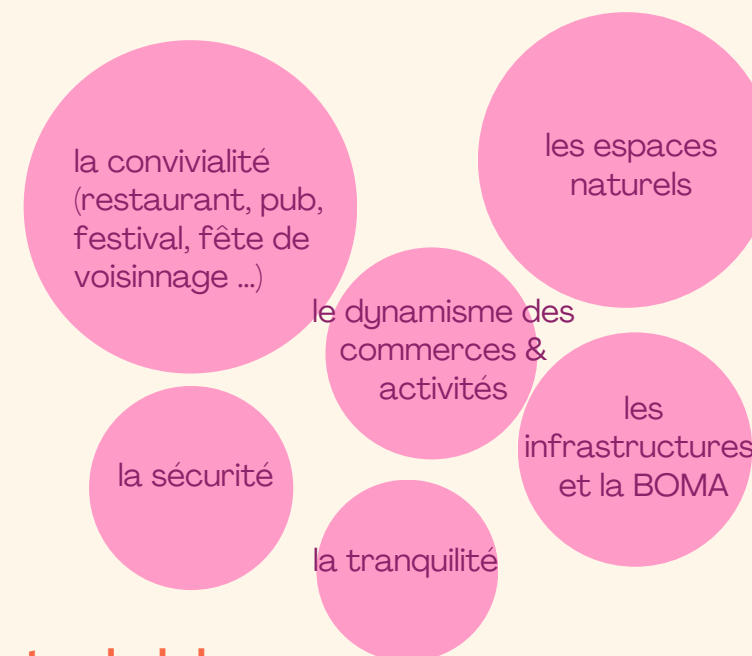 la convivialité
(restaurant, pub,
festival, fête de
voisinnage ...)
les espaces
naturels
le dynamisme des
commerces &
activités
les
infrastructures
et la BOMA
la sécurité
la tranquilité